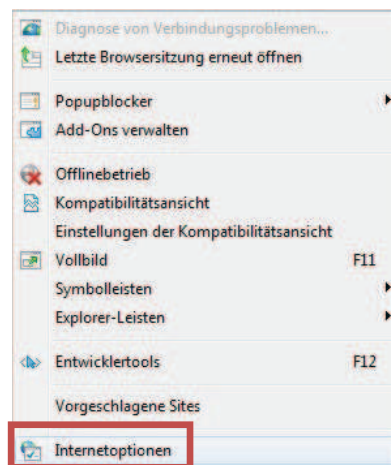 Diagnose von Verbindungsproblemen...
Letzte Browsersitzung erneut öffnen
Popupblocker
Add-Ons verwalten
Offlinebetrieb
Kompatibilitätsansicht
Einstellungen der Kompatibilitätsansicht
Vollbild F11
Symbolleisten
Explorer-Leisten
Entwicklertools F12
Vorgeschlagene Sites
Internetoptionen